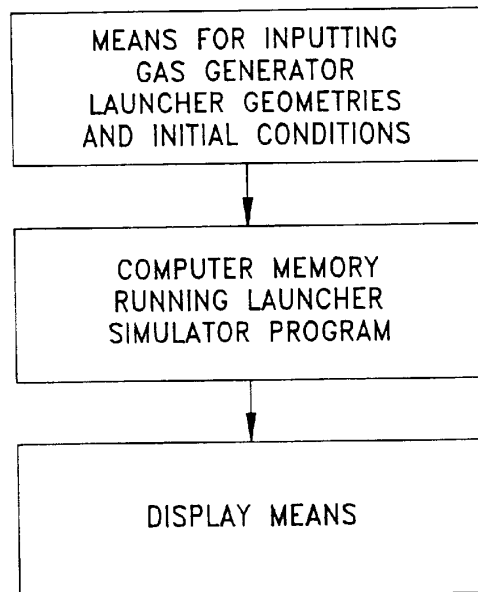 MEANS FOR INPUTTING
GAS GENERATOR
LAUNCHER GEOMETRIES
AND INITIAL CONDITIONS
COMPUTER MEMORY
RUNNING LAUNCHER
SIMULATOR PROGRAM
DISPLAY MEANS